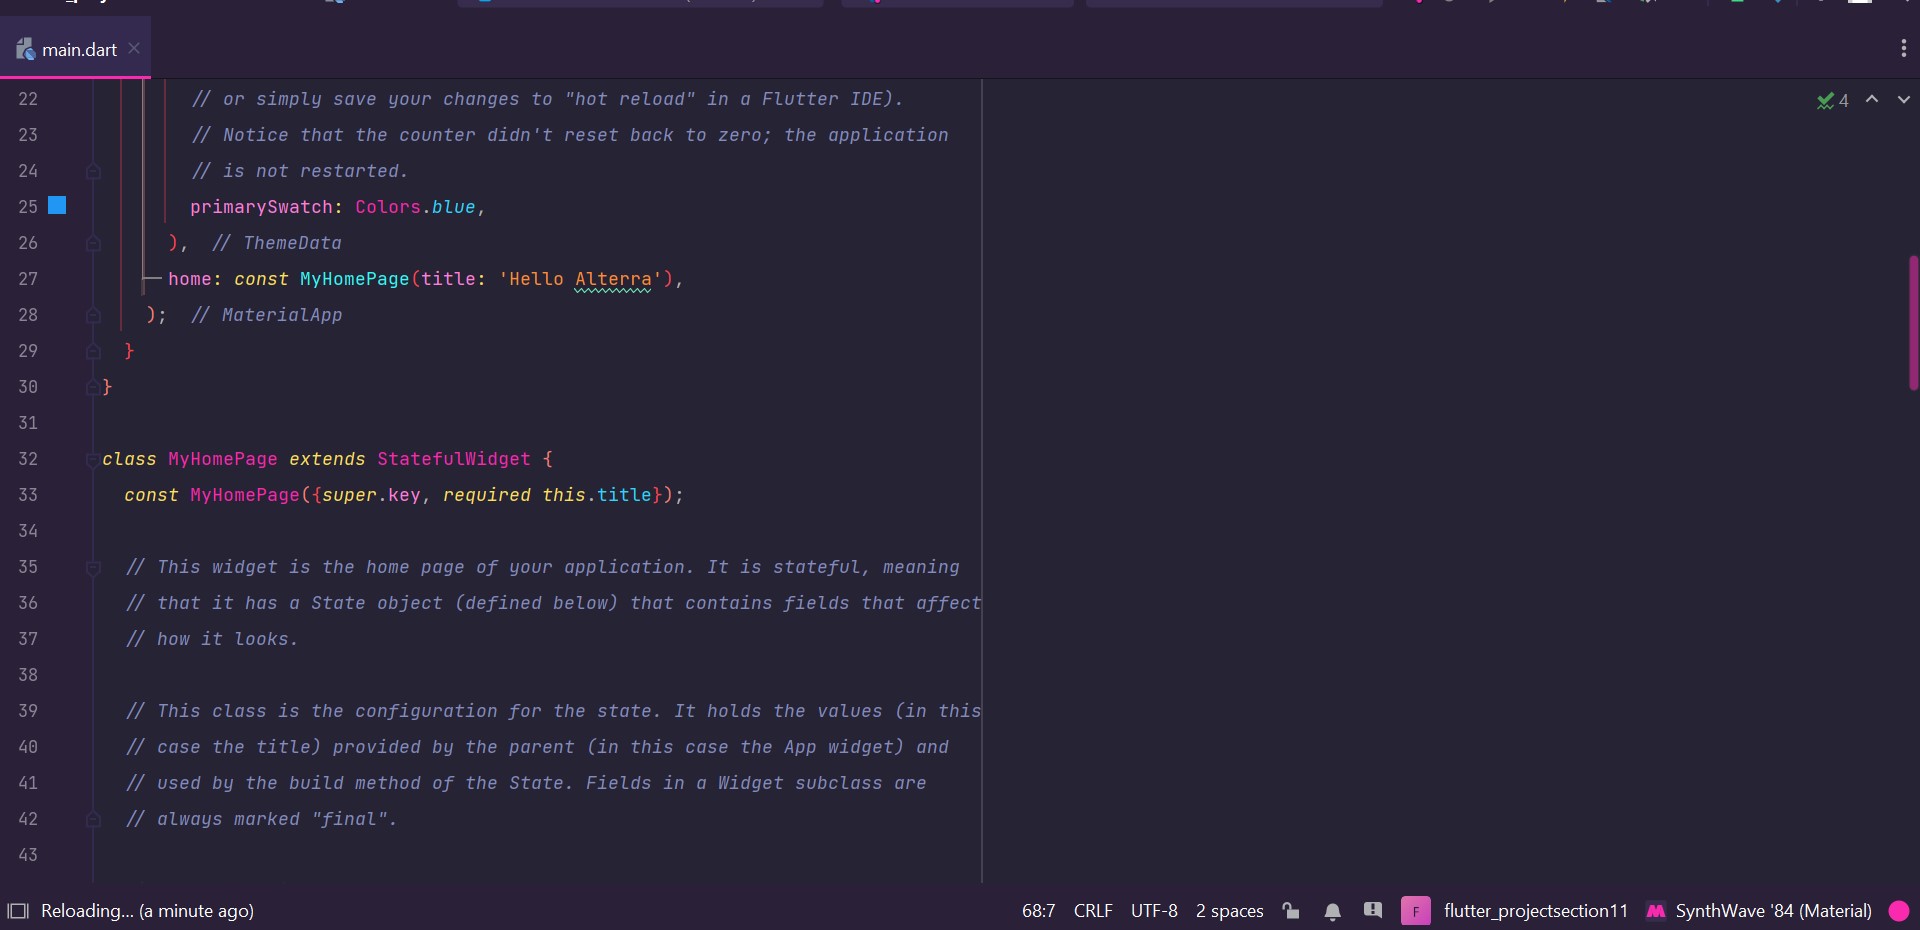 main.dart
4
22 // or simply save your changes to "hot reload" in a Flutter IDE).
23 // Notice that the counter didn't reset back to zero; the application
24 // is not restarted.
25 primarySwatch: Colors.blue,
26 ), // ThemeData
27 home: const MyHomePage(title: 'Hello Alterra'),
28 ); // MaterialApp
29 }
30 }
31
32 class MyHomePage extends StatefulWidget {
33 const MyHomePage({super.key, required this.title});
34
35 // This widget is the home page of your application. It is stateful, meaning
36 // that it has a State object (defined below) that contains fields that affect
37 // how it looks.
38
39 // This class is the configuration for the state. It holds the values (in this
40 // case the title) provided by the parent (in this case the App widget) and
41 // used by the build method of the State. Fields in a Widget subclass are
42 // always marked "final".
43
Reloading... (a minute ago) 68:7 CRLF UTF-8 2 spaces F flutter_projectsection11 M SynthWave '84 (Material)